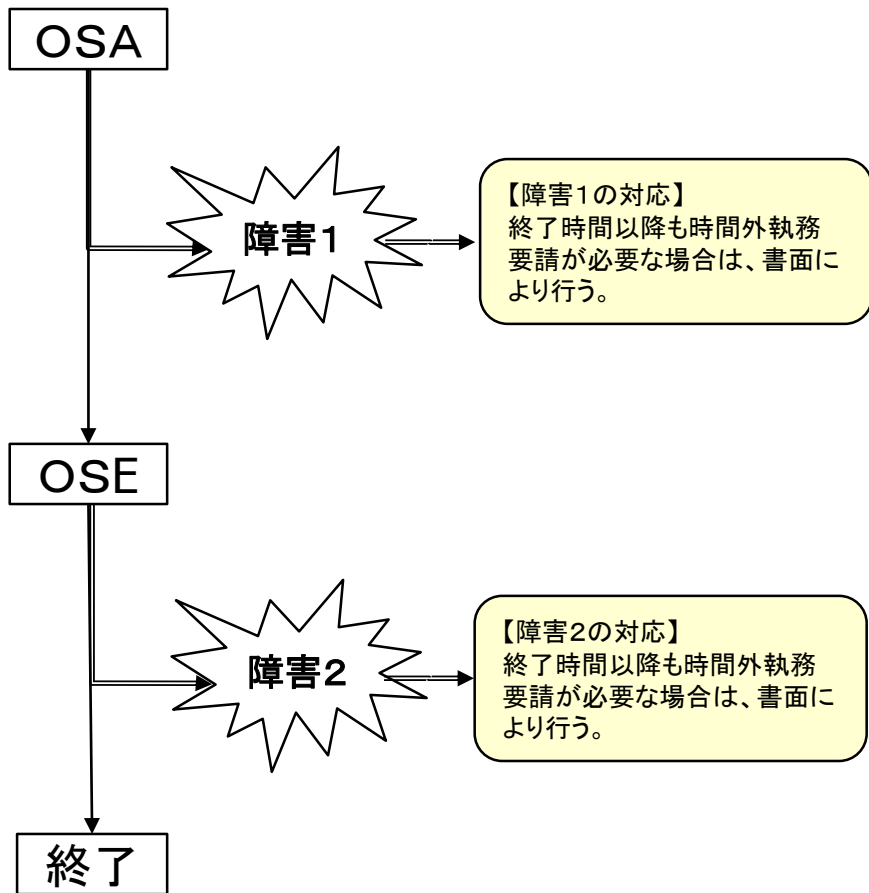 OSA
障害1
【障害1の対応】
終了時間以降も時間外執務
要請が必要な場合は、書面に
より行う。
OSE
障害2
【障害2の対応】
終了時間以降も時間外執務
要請が必要な場合は、書面に
より行う。
終了